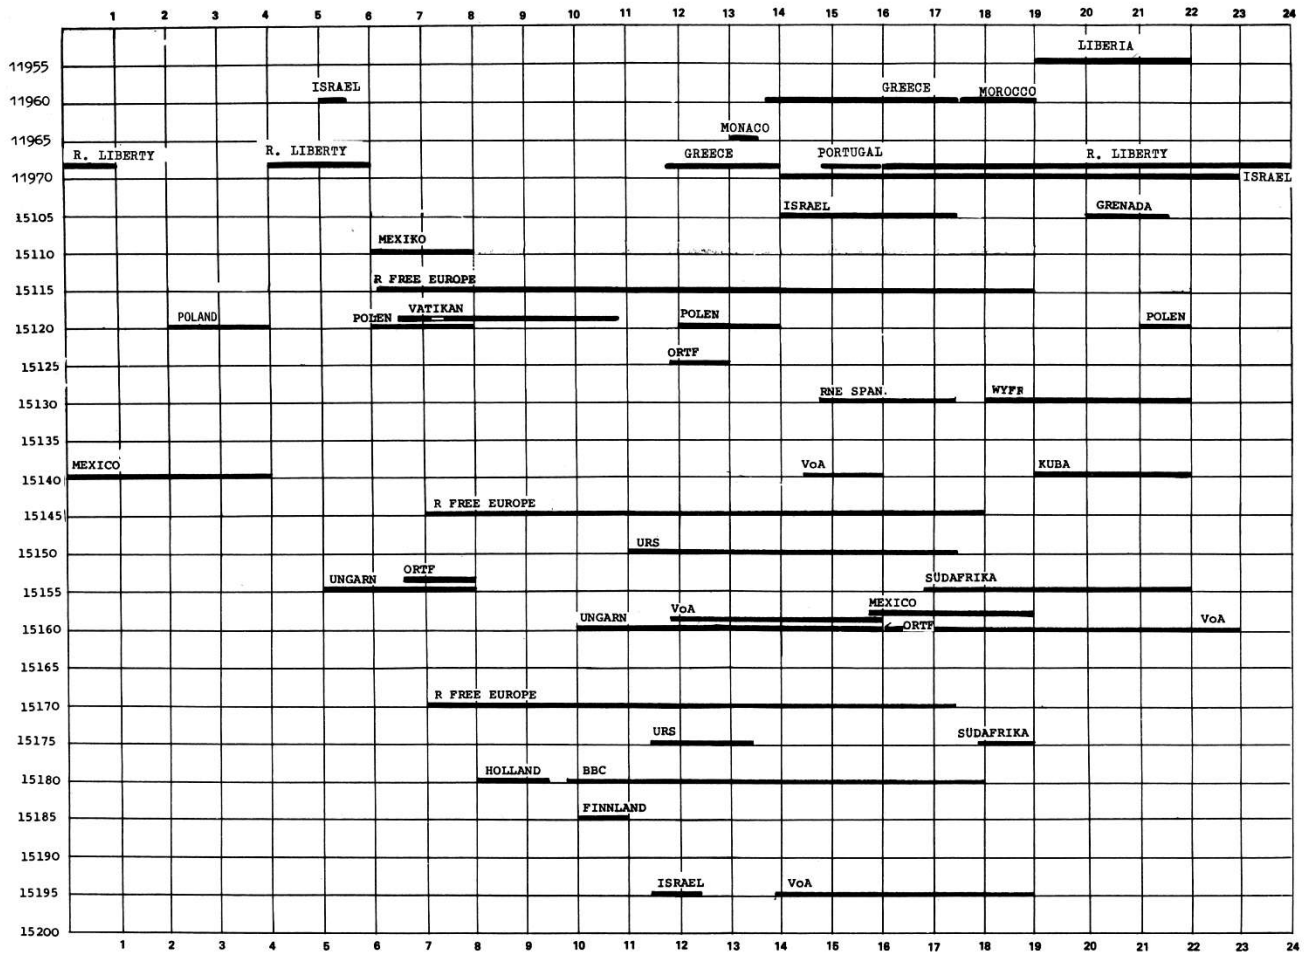 1 2 3 4 5 6 7 8 9 10 11 12 13 14 15 16 17 18 19 20 21 22 23 24
LIBERIA
11955
ISRAEL GREECE MOROCCO
11960
MONACO
11965
R. LIBERTY R. LIBERTY GREECE PORTUGAL R. LIBERTY
11970 ISRAEL
ISRAEL GRENADA
15105
MEXIKO
15110
R FREE EUROPE
15115
VATIKAN
POLAND POLEN POLEN POLEN
15120
ORTF
15125
RNE SPAN. WYFR
15130
15135
MEXICO VoA KUBA
15140
R FREE EUROPE
15145
URS
15150
ORTF
UNGARN SÜDAFRIKA
15155
MEXICO
VoA
UNGARN ORTF VoA
15160
15165
R FREE EUROPE
15170
URS SÜDAFRIKA
15175
HOLLAND BBC
15180
FINNLAND
15185
15190
ISRAEL VoA
15195
15200
1 2 3 4 5 6 7 8 9 10 11 12 13 14 15 16 17 18 19 20 21 22 23 24